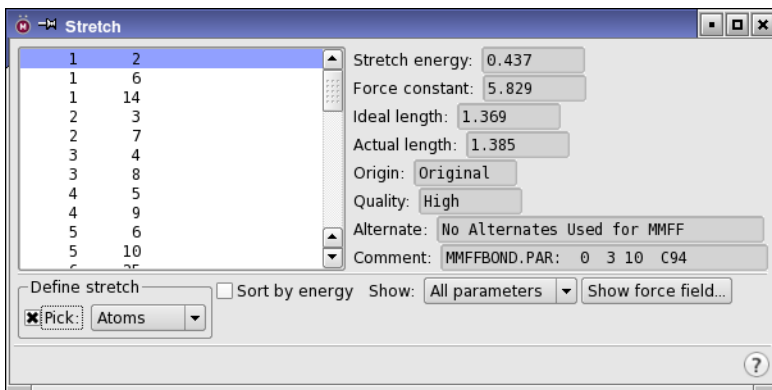 Stretch
1 2
1 6
1 14
2 3
2 7
3 4
3 8
4 5
4 9
5 6
5 10
Stretch energy: 0.437
Force constant: 5.829
Ideal length: 1.369
Actual length: 1.385
Origin: Original
Quality: High
Alternate: No Alternates Used for MMFF
Comment: MMFFBOND.PAR: 0 3 10 C94
Define stretch
Pick: Atoms
Sort by energy Show: All parameters Show force field...
?